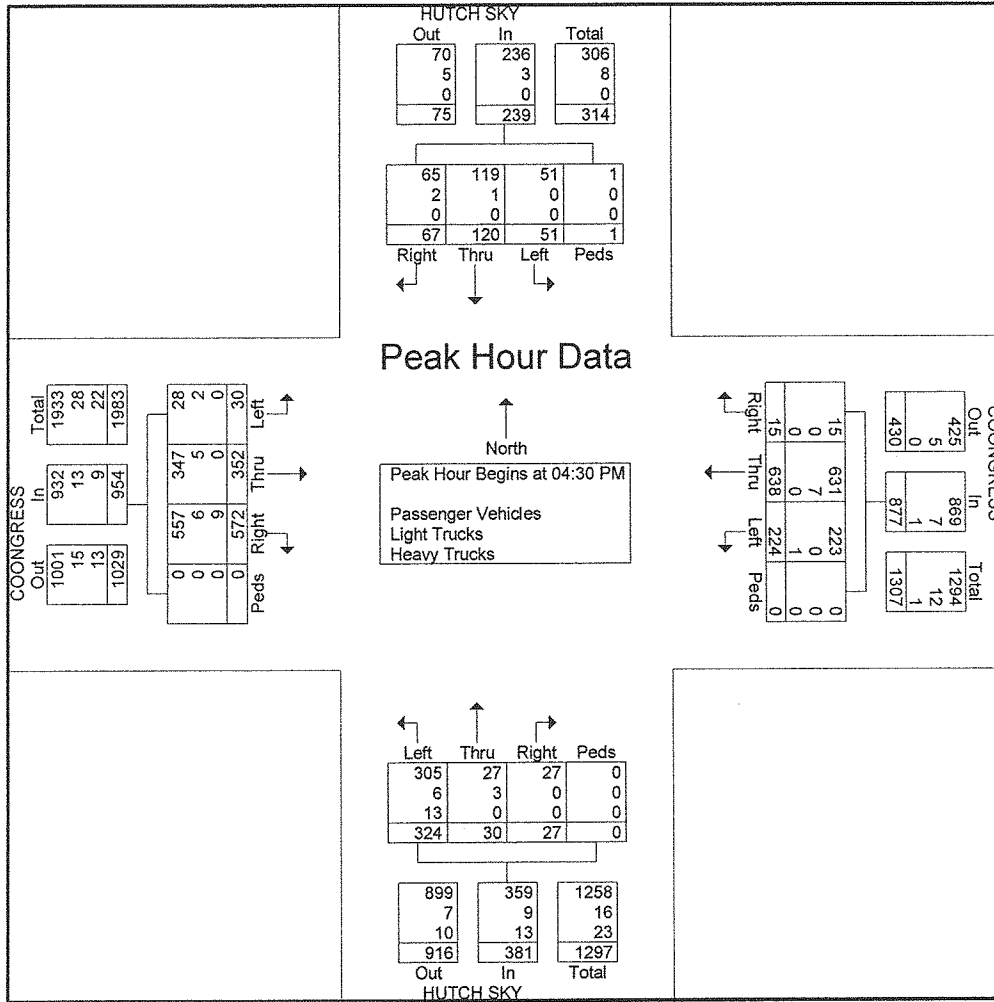 HUTCH SKY
Out In Total
70 236 306
5 3 8
0 0 0
75 239 314
65 119 51 1
2 1 0 0
0 0 0 0
67 120 51 1
Right Thru Left Peds
Peak Hour Data
North
Peak Hour Begins at 04:30 PM
Passenger Vehicles
Light Trucks
Heavy Trucks
COONGRESS
Out In Total
1001 932 1933
15 13 28
13 9 22
1029 954 1983
Peds Right Thru Left
0 557 347 28
0 6 5 2
0 9 0 0
0 572 352 30
Out In Total
425 869 1294
5 7 12
0 1 1
430 877 1307
15 631 223 0
0 7 0 0
0 0 1 0
15 638 224 0
Right Thru Left Peds
Left Thru Right Peds
305 27 27 0
6 3 0 0
13 0 0 0
324 30 27 0
899 359 1258
7 9 16
10 13 23
916 381 1297
Out In Total
HUTCH SKY